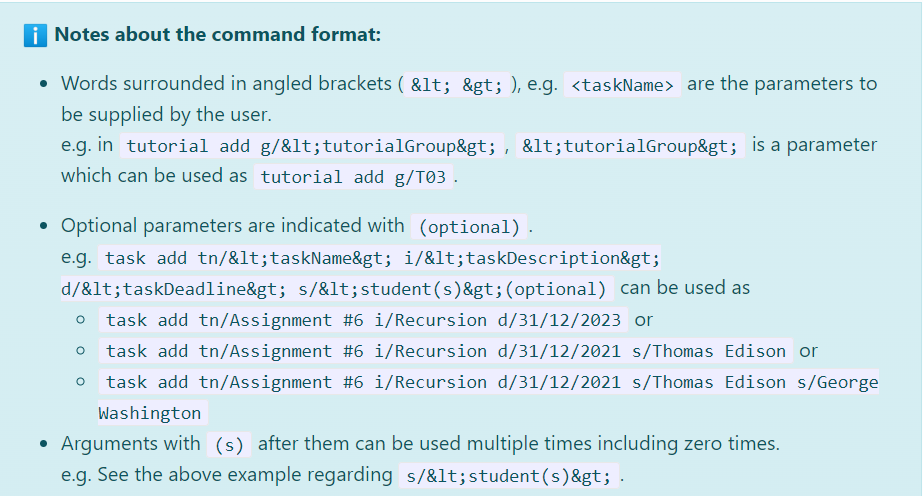 Notes about the command format:
Words surrounded in angled brackets ( &lt; &gt; ), e.g. <taskName> are the parameters to
be supplied by the user.
e.g. in tutorial add g/&lt;tutorialGroup&gt; , &lt;tutorialGroup&gt; is a parameter
which can be used as tutorial add g/T03 .
Optional parameters are indicated with (optional) .
e.g. task add tn/&lt;taskName&gt; i/&lt;taskDescription&gt;
d/&lt;taskDeadline&gt; s/&lt;student(s)&gt;(optional) can be used as
task add tn/Assignment #6 i/Recursion d/31/12/2023 or
task add tn/Assignment #6 i/Recursion d/31/12/2021 s/Thomas Edison or
task add tn/Assignment #6 i/Recursion d/31/12/2021 s/Thomas Edison s/George
Washington
Arguments with (s) after them can be used multiple times including zero times.
e.g. See the above example regarding s/&lt;student(s)&gt; .